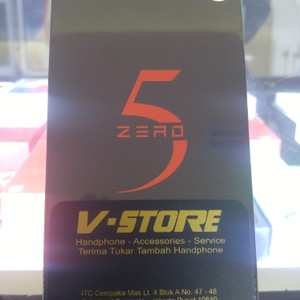 5
ZERO
V-STORE
Handphone - Accessories - Service
Terima Tukar Tambah Handphone
ITC Cempaka Mas Lt. 4 Blok A No. 47 - 48
10640